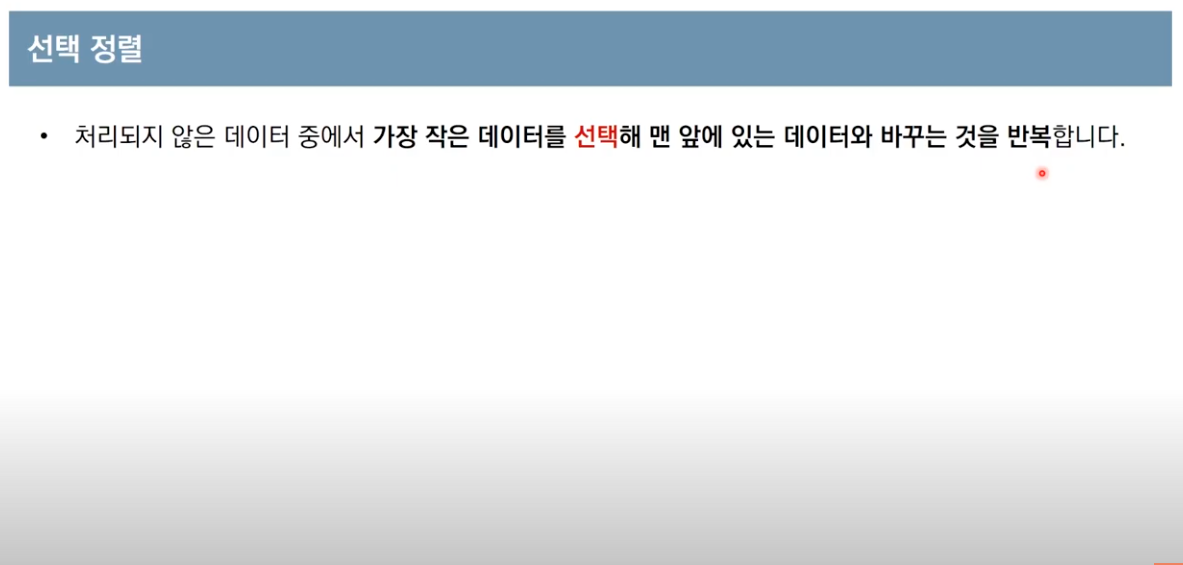 선택 정렬
• 처리되지 않은 데이터 중에서 가장 작은 데이터를 선택해 맨 앞에 있는 데이터와 바꾸는 것을 반복합니다.